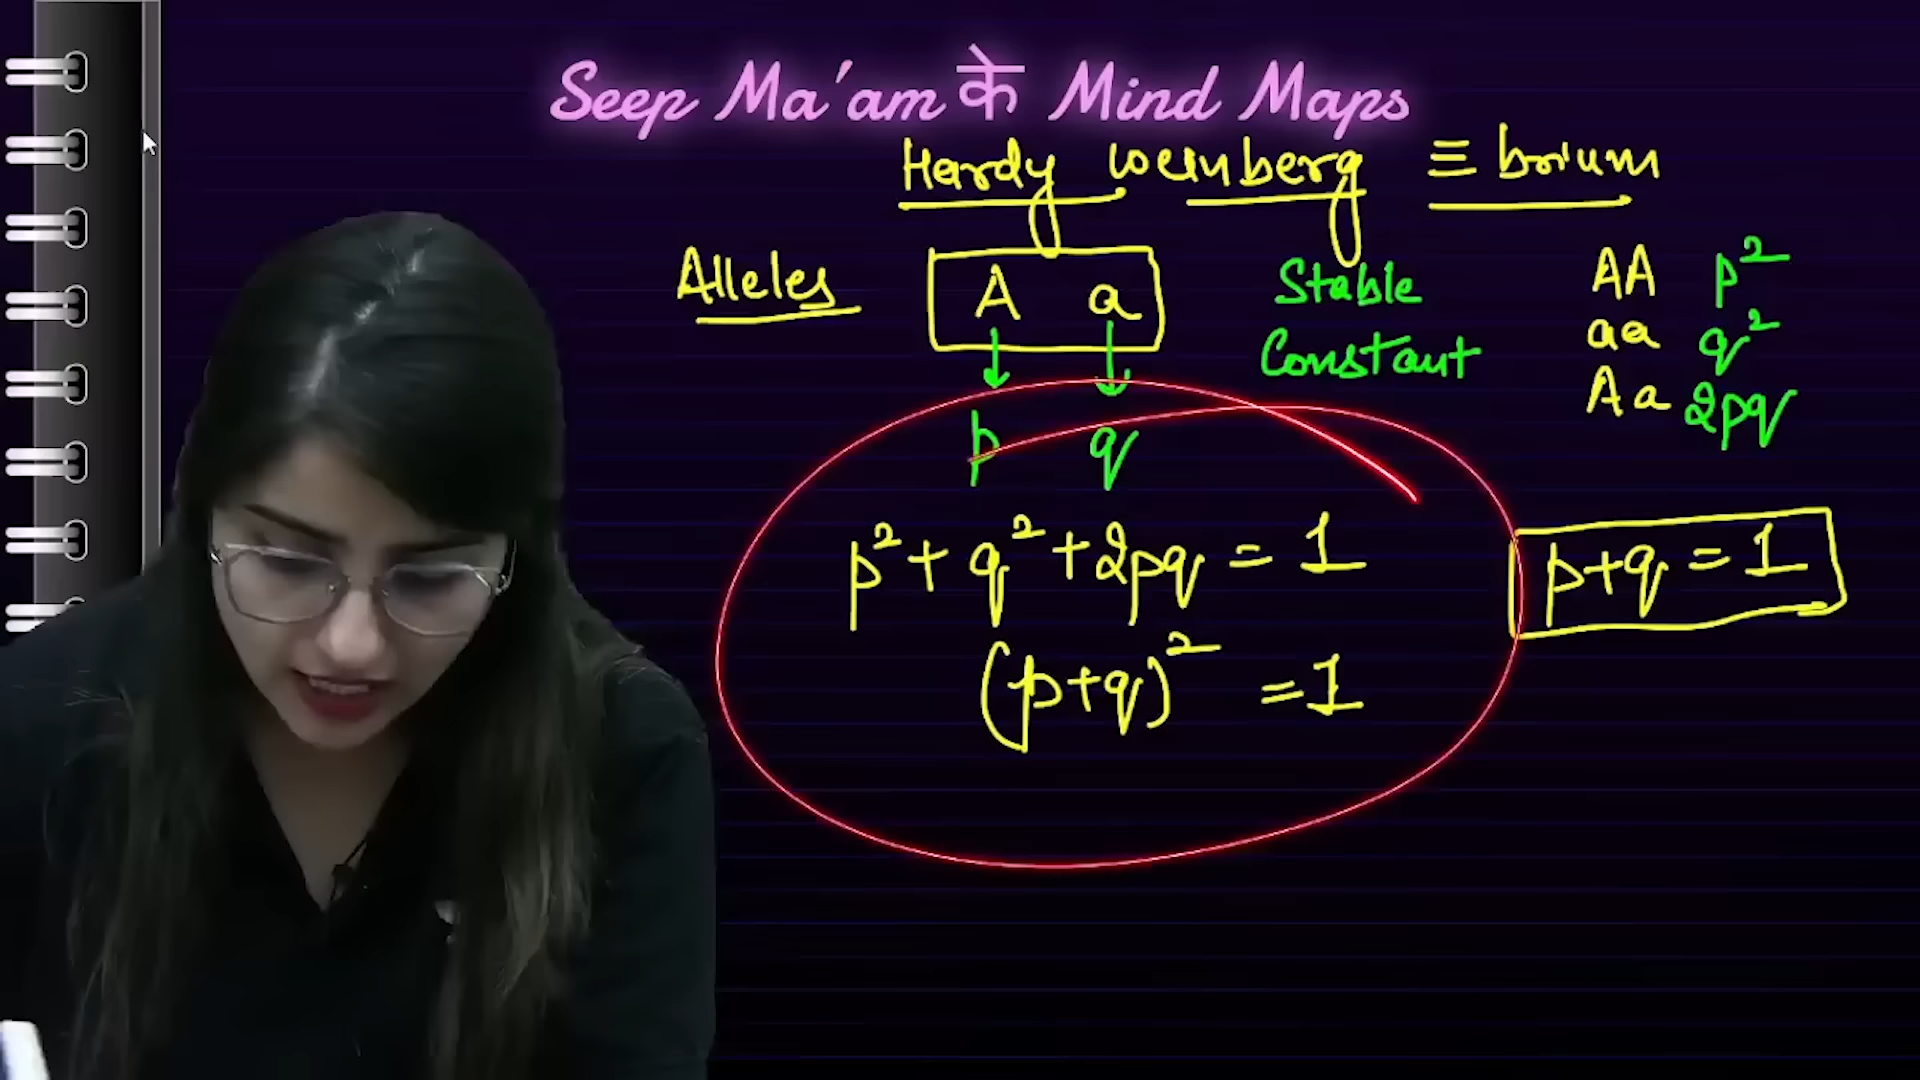 Seep Ma'am के Mind Maps
Hardy weinberg ≡ brium
Alleles A a
Stable
Constant
AA p²
aa q²
Aa 2pq
p q
p² + q² + 2pq = 1
p+q = 1
(p+q)² = 1